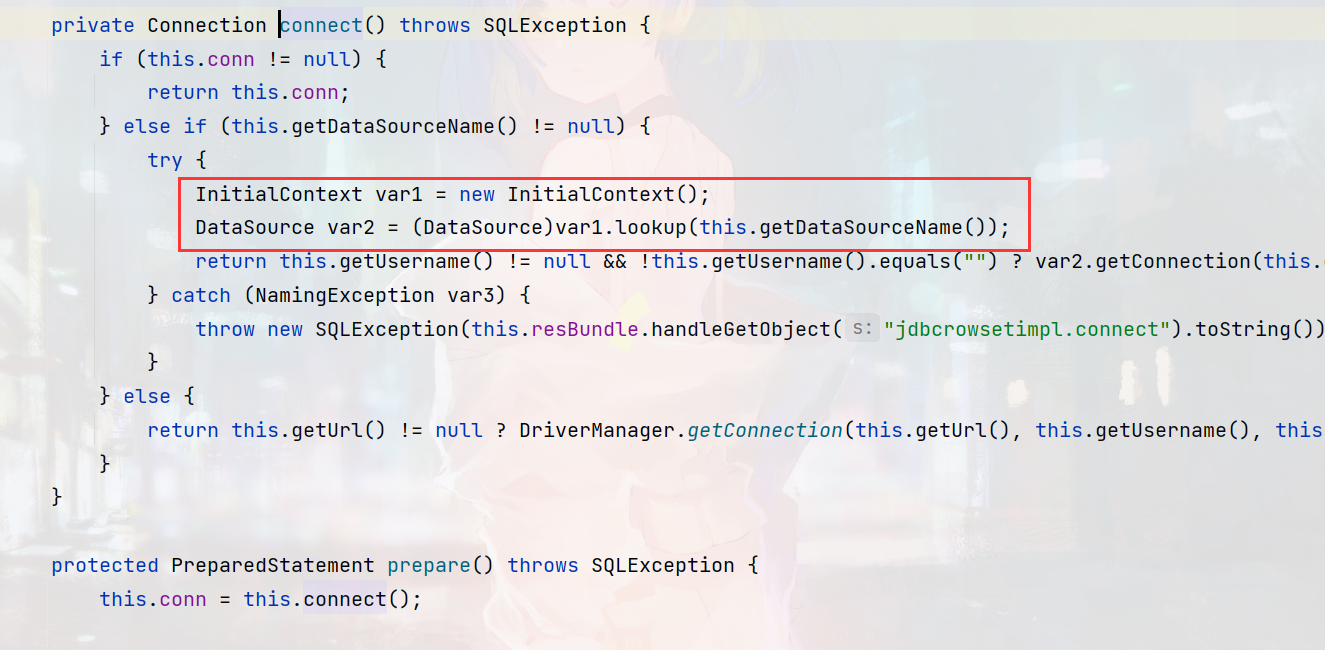 private Connection connect() throws SQLException {
    if (this.conn != null) {
        return this.conn;
    } else if (this.getDataSourceName() != null) {
        try {
            InitialContext var1 = new InitialContext();
            DataSource var2 = (DataSource)var1.lookup(this.getDataSourceName());
            return this.getUsername() != null && !this.getUsername().equals("") ? var2.getConnection(this.
        } catch (NamingException var3) {
            throw new SQLException(this.resBundle.handleGetObject( s: "jdbcrowsetimpl.connect").toString())
        }
    } else {
        return this.getUrl() != null ? DriverManager.getConnection(this.getUrl(), this.getUsername(), this
    }
}
protected PreparedStatement prepare() throws SQLException {
    this.conn = this.connect();